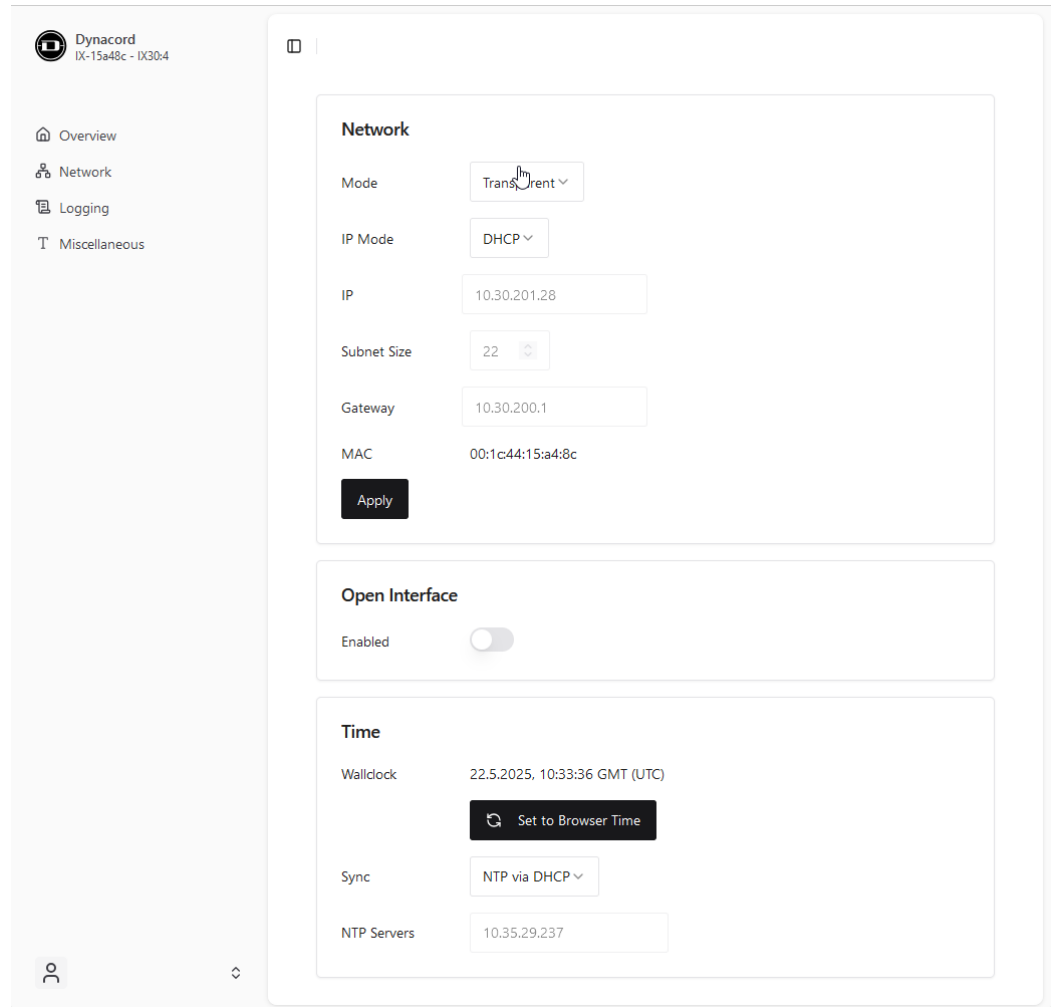 Dynacord
IX-15a48c - IX30:4
Overview
Network
Logging
Miscellaneous
Network
Mode
Transparent
IP Mode
DHCP
IP
10.30.201.28
Subnet Size
22
Gateway
10.30.200.1
MAC
00:1c:44:15:a4:8c
Apply
Open Interface
Enabled
Time
Wallclock
22.5.2025, 10:33:36 GMT (UTC)
Set to Browser Time
Sync
NTP via DHCP
NTP Servers
10.35.29.237